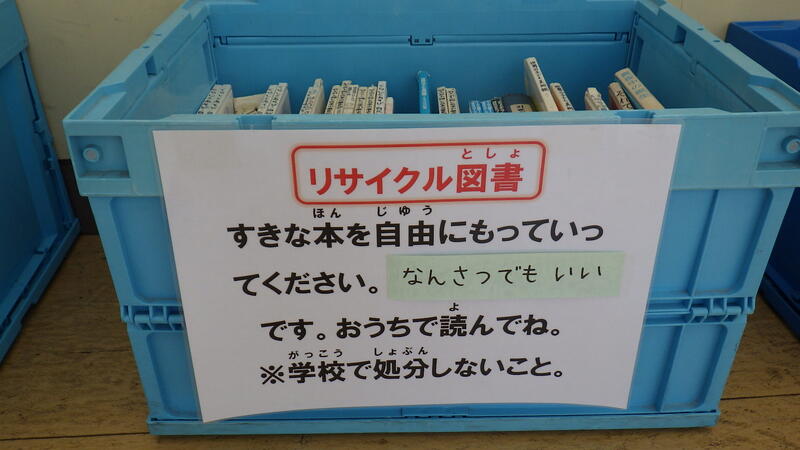 としょ
リサイクル図書
ほん じゆう
すきな本を自由にもっていっ
てください。 なんさつでも いい
よ
です。おうちで読んでね。
がっこう しょぶん
※学校で処分しないこと。